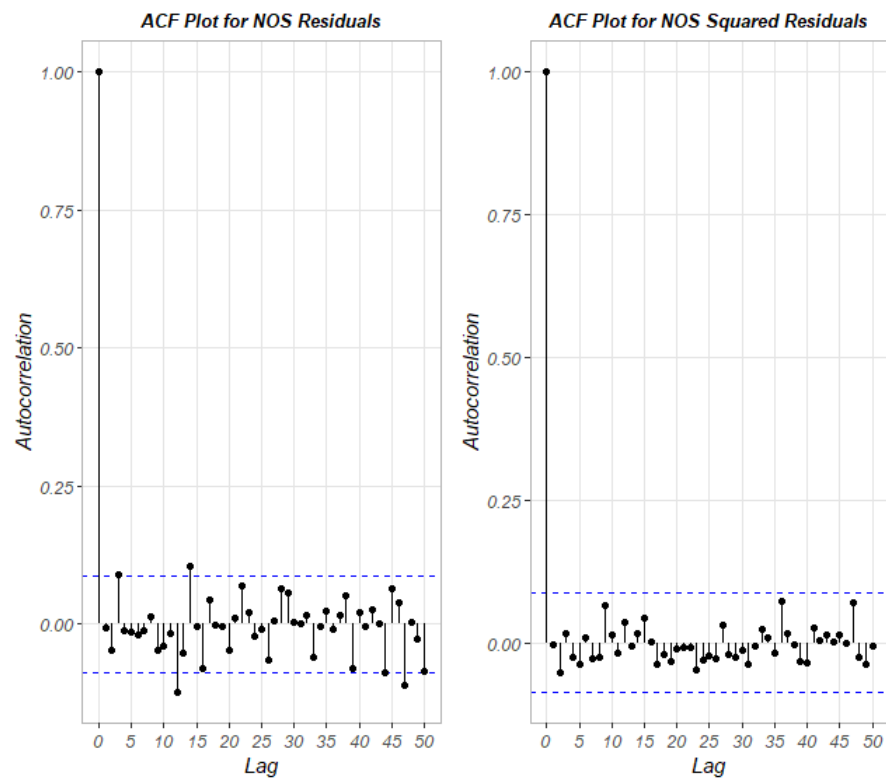 ACF Plot for NOS Residuals
1.00
0.75
0.50
0.25
0.00
Autocorrelation
0 5 10 15 20 25 30 35 40 45 50
Lag
ACF Plot for NOS Squared Residuals
1.00
0.75
0.50
0.25
0.00
Autocorrelation
0 5 10 15 20 25 30 35 40 45 50
Lag